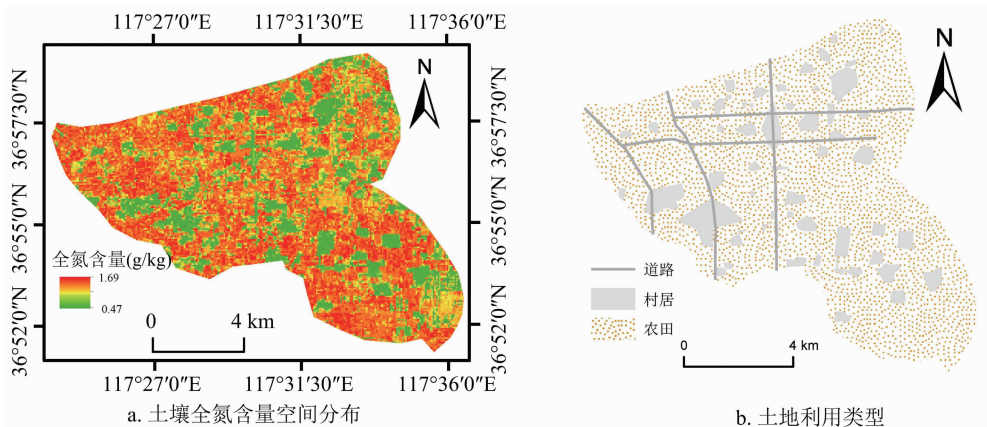 117°27′0″E
117°31′30″E
117°36′0″E
N
36°57′30″N
36°55′0″N
36°52′0″N
36°57′30″N
36°55′0″N
36°52′0″N
全氮含量(g/kg)
1.69
0.47
0
4 km
117°27′0″E
117°31′30″E
117°36′0″E
a. 土壤全氮含量空间分布
N
道路
村居
农田
0
4 km
b. 土地利用类型